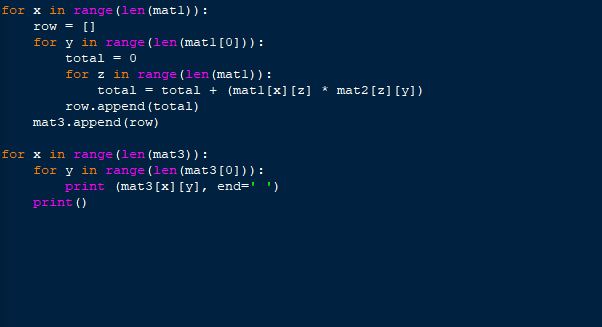 for x in range(len(mat1)):
    row = []
    for y in range(len(mat1[0])):
        total = 0
        for z in range(len(mat1)):
            total = total + (mat1[x][z] * mat2[z][y])
        row.append(total)
    mat3.append(row)

for x in range(len(mat3)):
    for y in range(len(mat3[0])):
        print (mat3[x][y], end=' ')
    print()